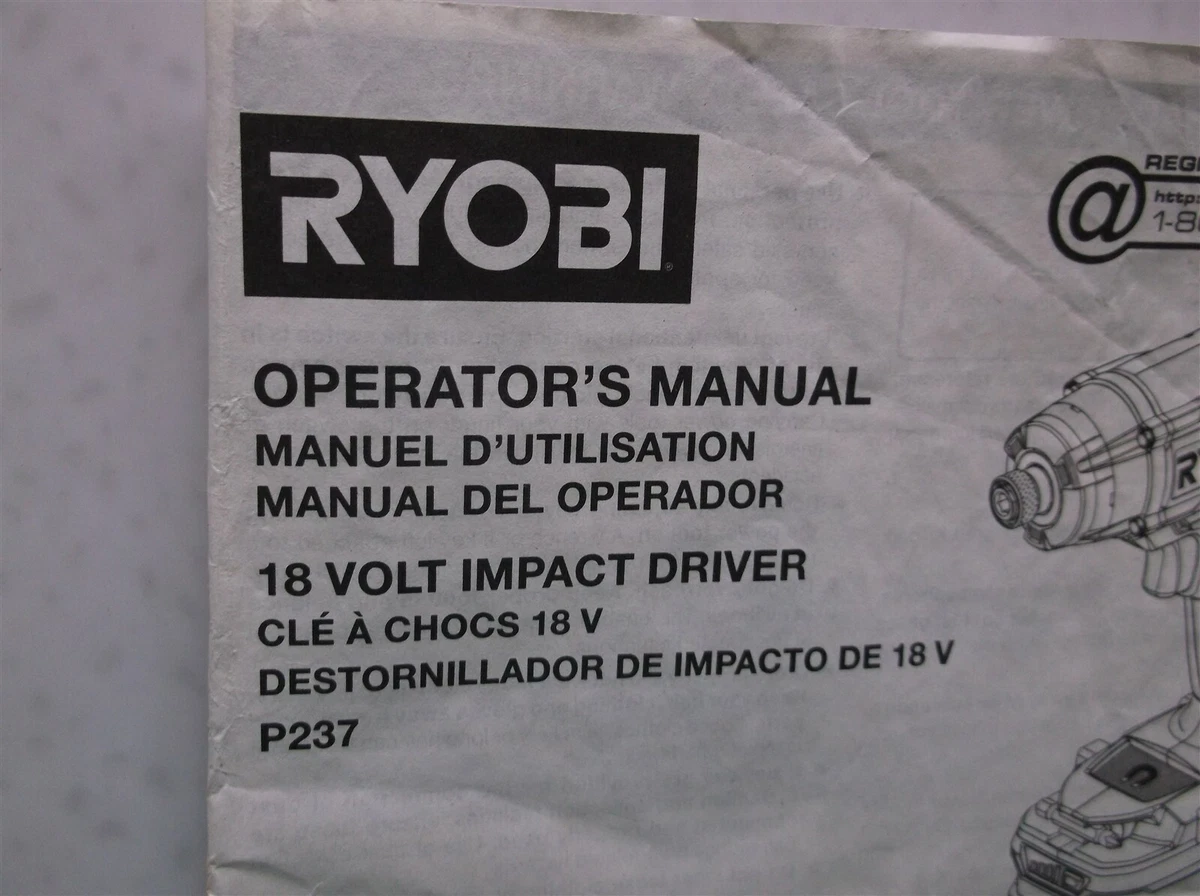 RYOBI®
OPERATOR'S MANUAL
MANUEL D'UTILISATION
MANUAL DEL OPERADOR
18 VOLT IMPACT DRIVER
CLÉ À CHOCS 18 V
DESTORNILLADOR DE IMPACTO DE 18 V
P237
@